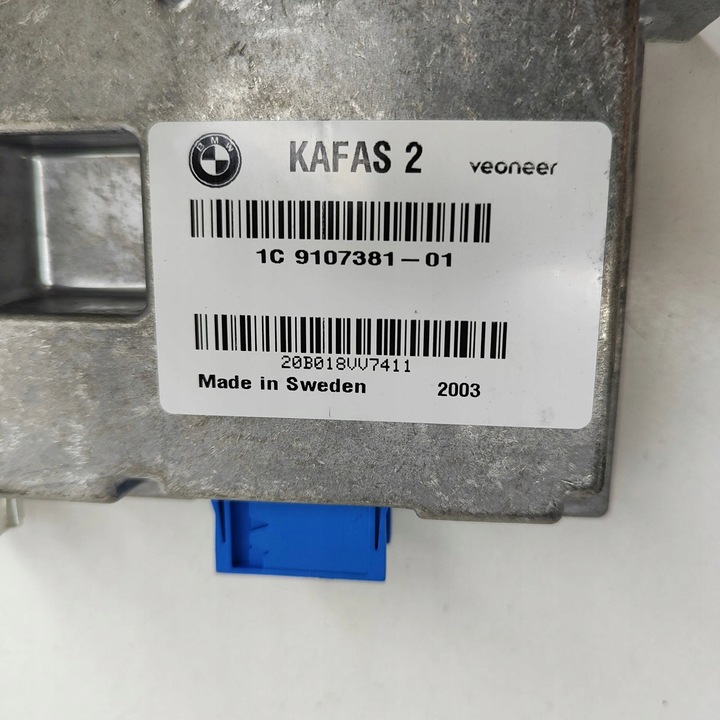 BMW KAFAS 2 veoneer
1C 9107381-01
20B018VV7411
Made in Sweden 2003